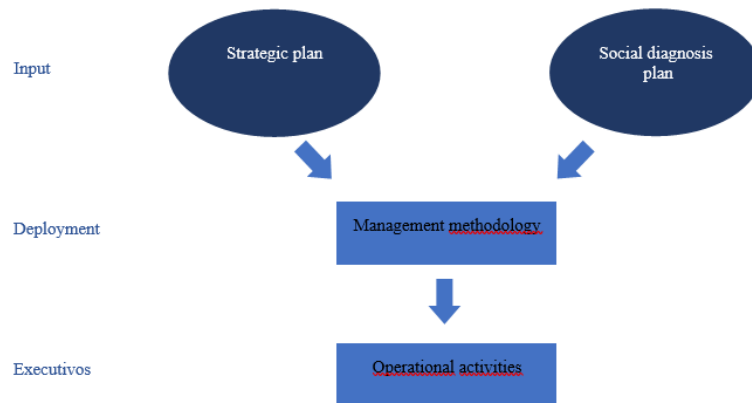 Input
Strategic plan
Social diagnosis
plan
Deployment
Management methodology
Executivos
Operational activities